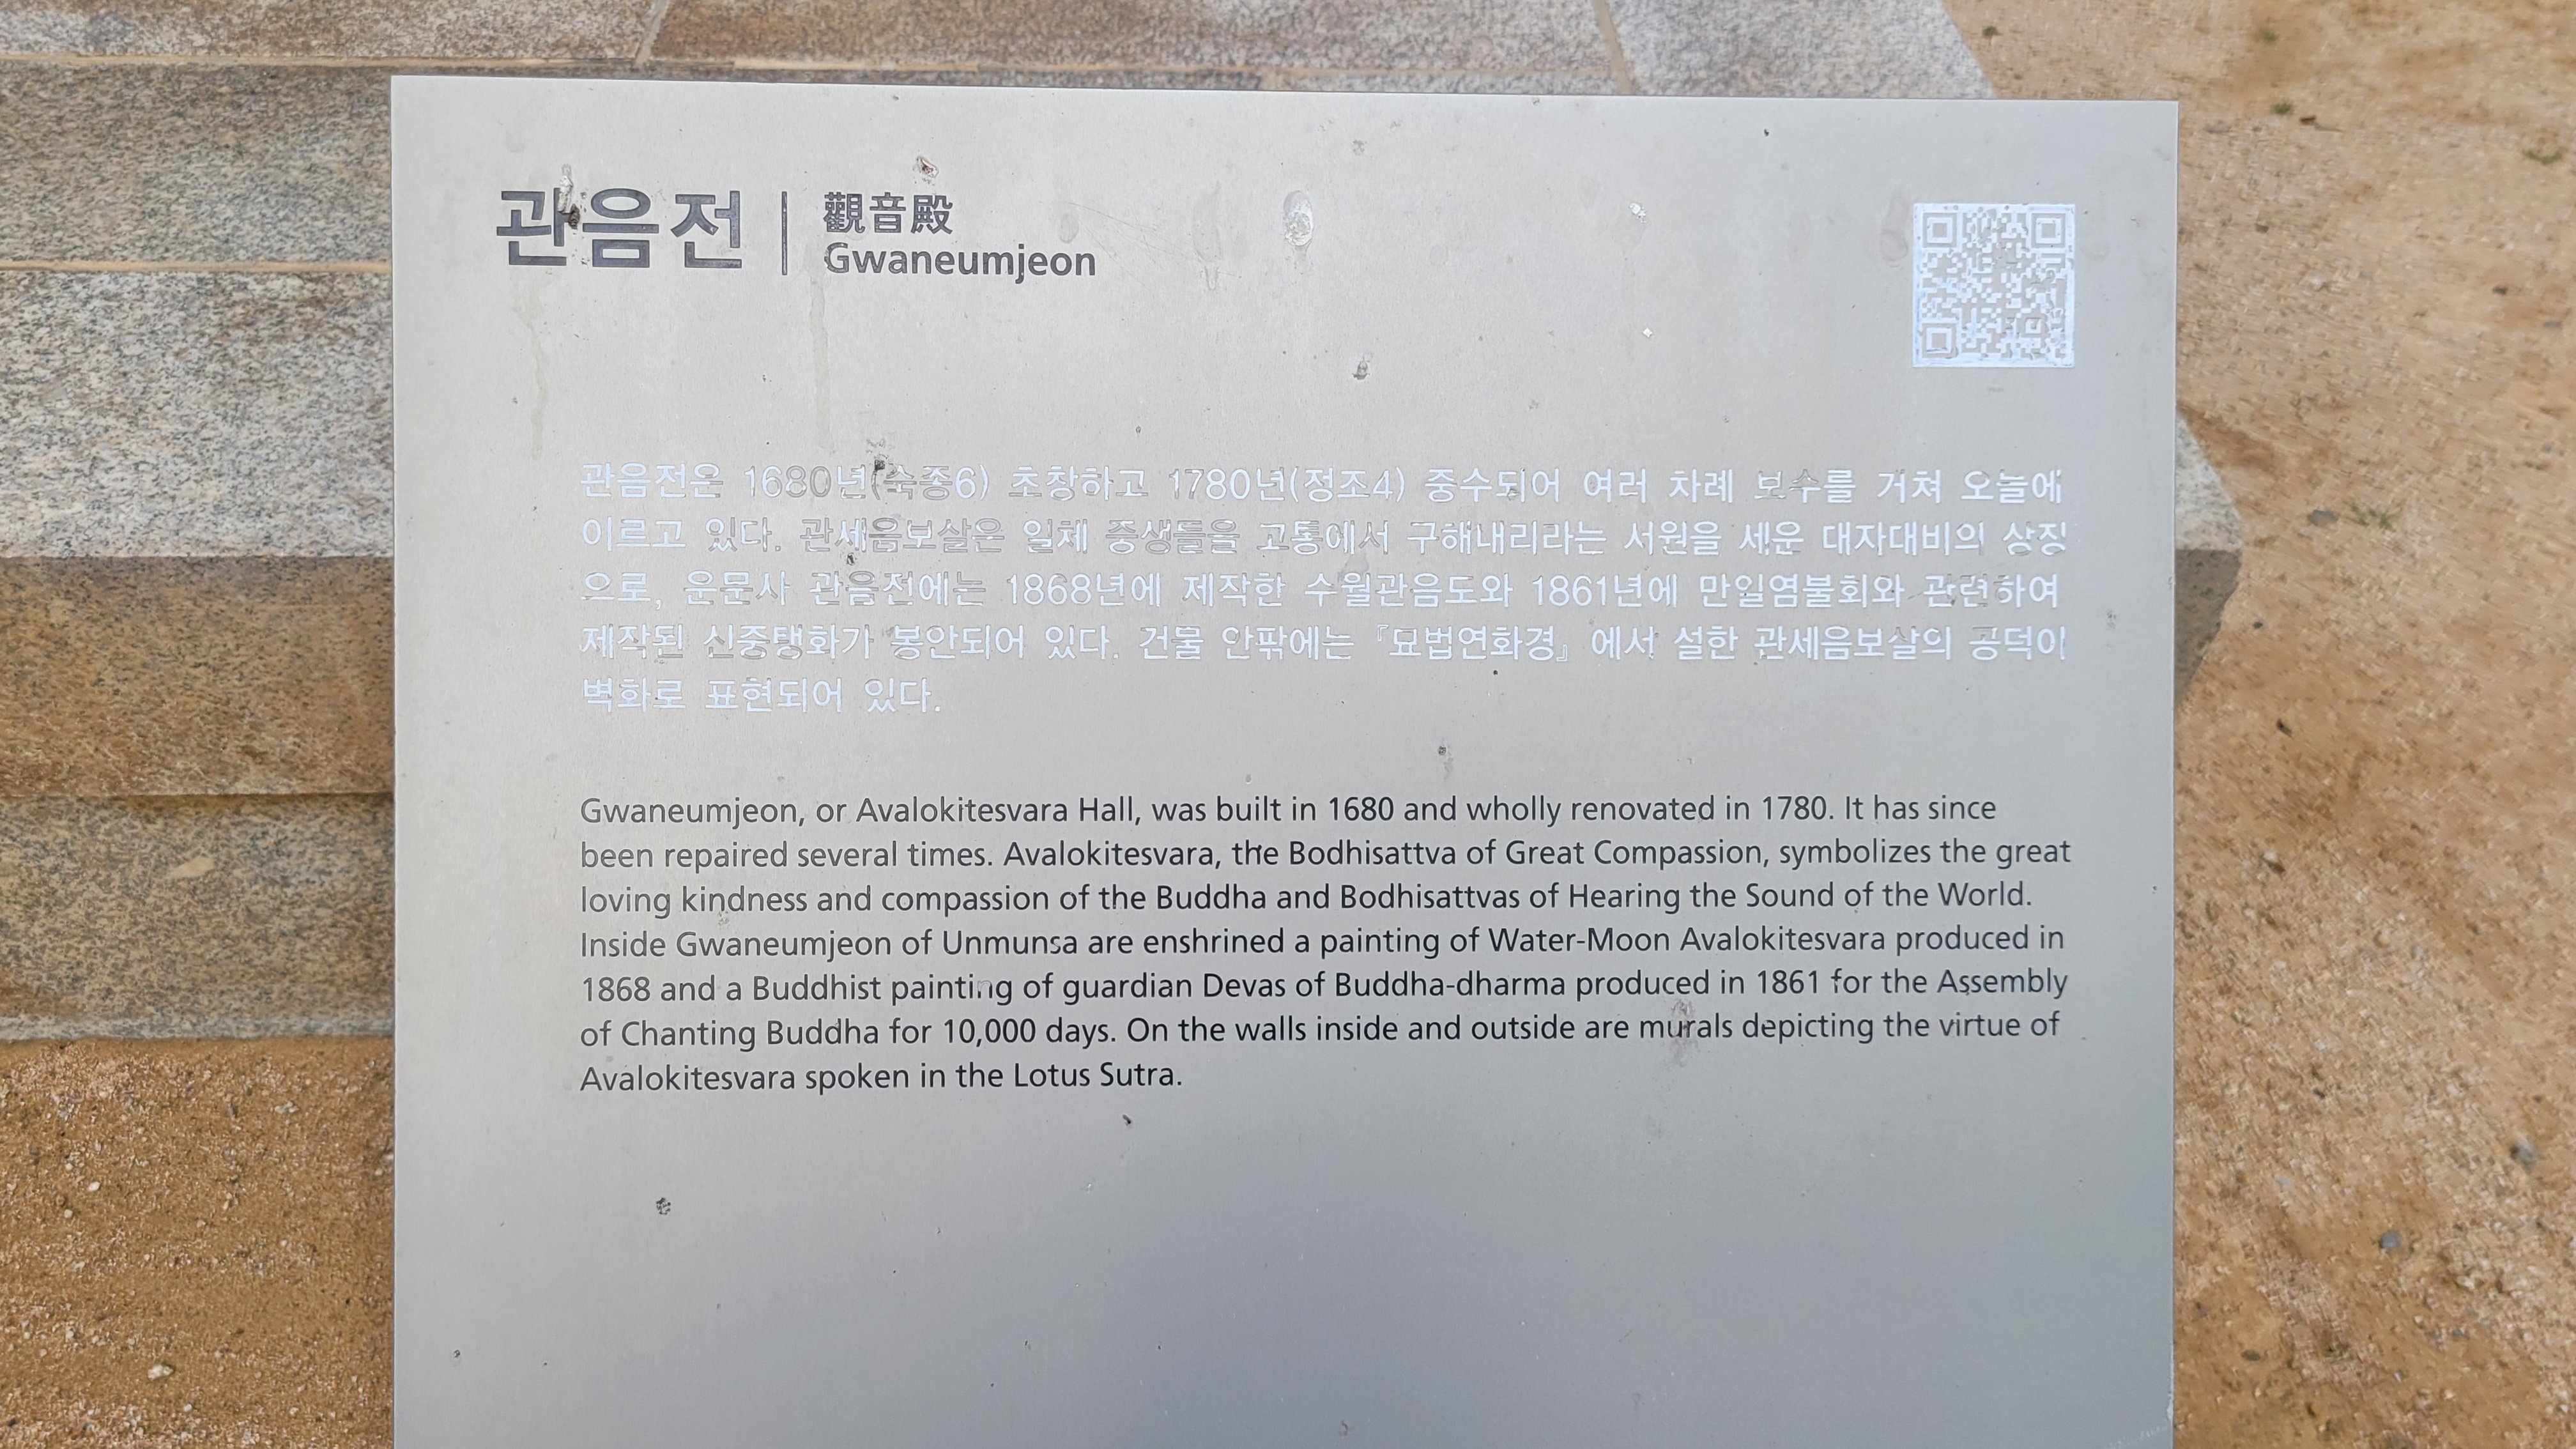 관음전
觀音殿
Gwaneumjeon
관음전은 1680년(숙종6) 초창하고 1780년(정조4) 중수되어 여러 차례 보수를 거쳐 오늘에
이르고 있다. 관세음보살은 일체 중생들을 고통에서 구해내리라는 서원을 세운 대자대비의 상징
으로, 운문사 관음전에는 1868년에 제작한 수월관음도와 1861년에 만일염불회와 관련하여
제작된 신중탱화가 봉안되어 있다. 건물 안팎에는 『묘법연화경』에서 설한 관세음보살의 공덕이
벽화로 표현되어 있다.
Gwaneumjeon, or Avalokitesvara Hall, was built in 1680 and wholly renovated in 1780. It has since
been repaired several times. Avalokitesvara, the Bodhisattva of Great Compassion, symbolizes the great
loving kindness and compassion of the Buddha and Bodhisattvas of Hearing the Sound of the World.
Inside Gwaneumjeon of Unmunsa are enshrined a painting of Water-Moon Avalokitesvara produced in
1868 and a Buddhist painting of guardian Devas of Buddha-dharma produced in 1861 for the Assembly
of Chanting Buddha for 10,000 days. On the walls inside and outside are murals depicting the virtue of
Avalokitesvara spoken in the Lotus Sutra.